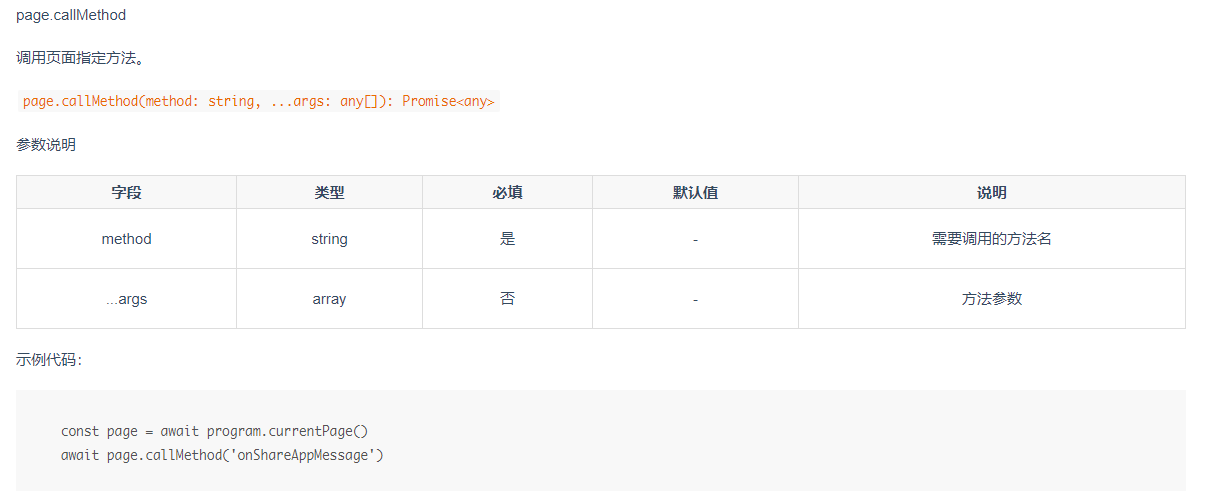 page.callMethod
调用页面指定方法。
page.callMethod(method: string, ...args: any[]): Promise<any>
参数说明
字段 类型 必填 默认值 说明
method string 是 - 需要调用的方法名
...args array 否 - 方法参数
示例代码：
const page = await program.currentPage()
await page.callMethod('onShareAppMessage')